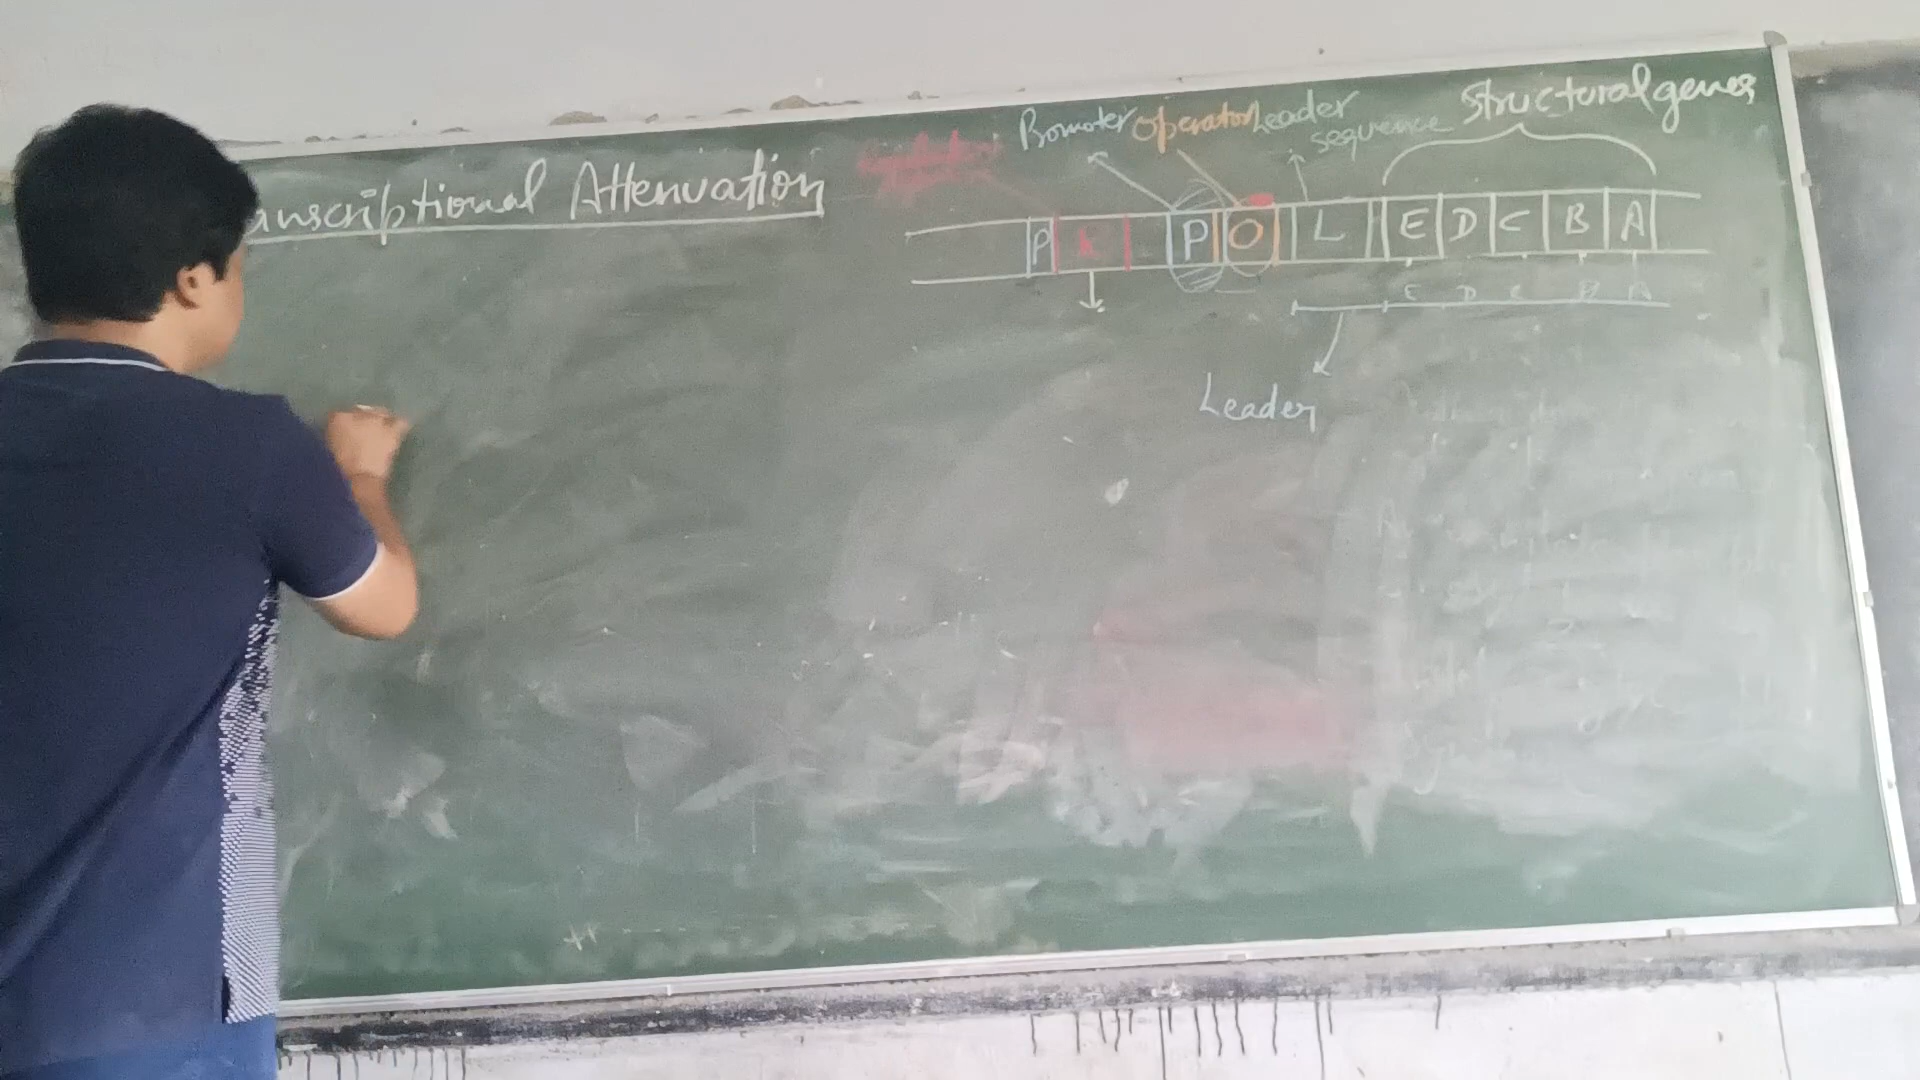 anscriptional Attenuation
Promoter Operator Leader
sequence
Structural genes
P R P O L E D C B A
E D C B A
Leader